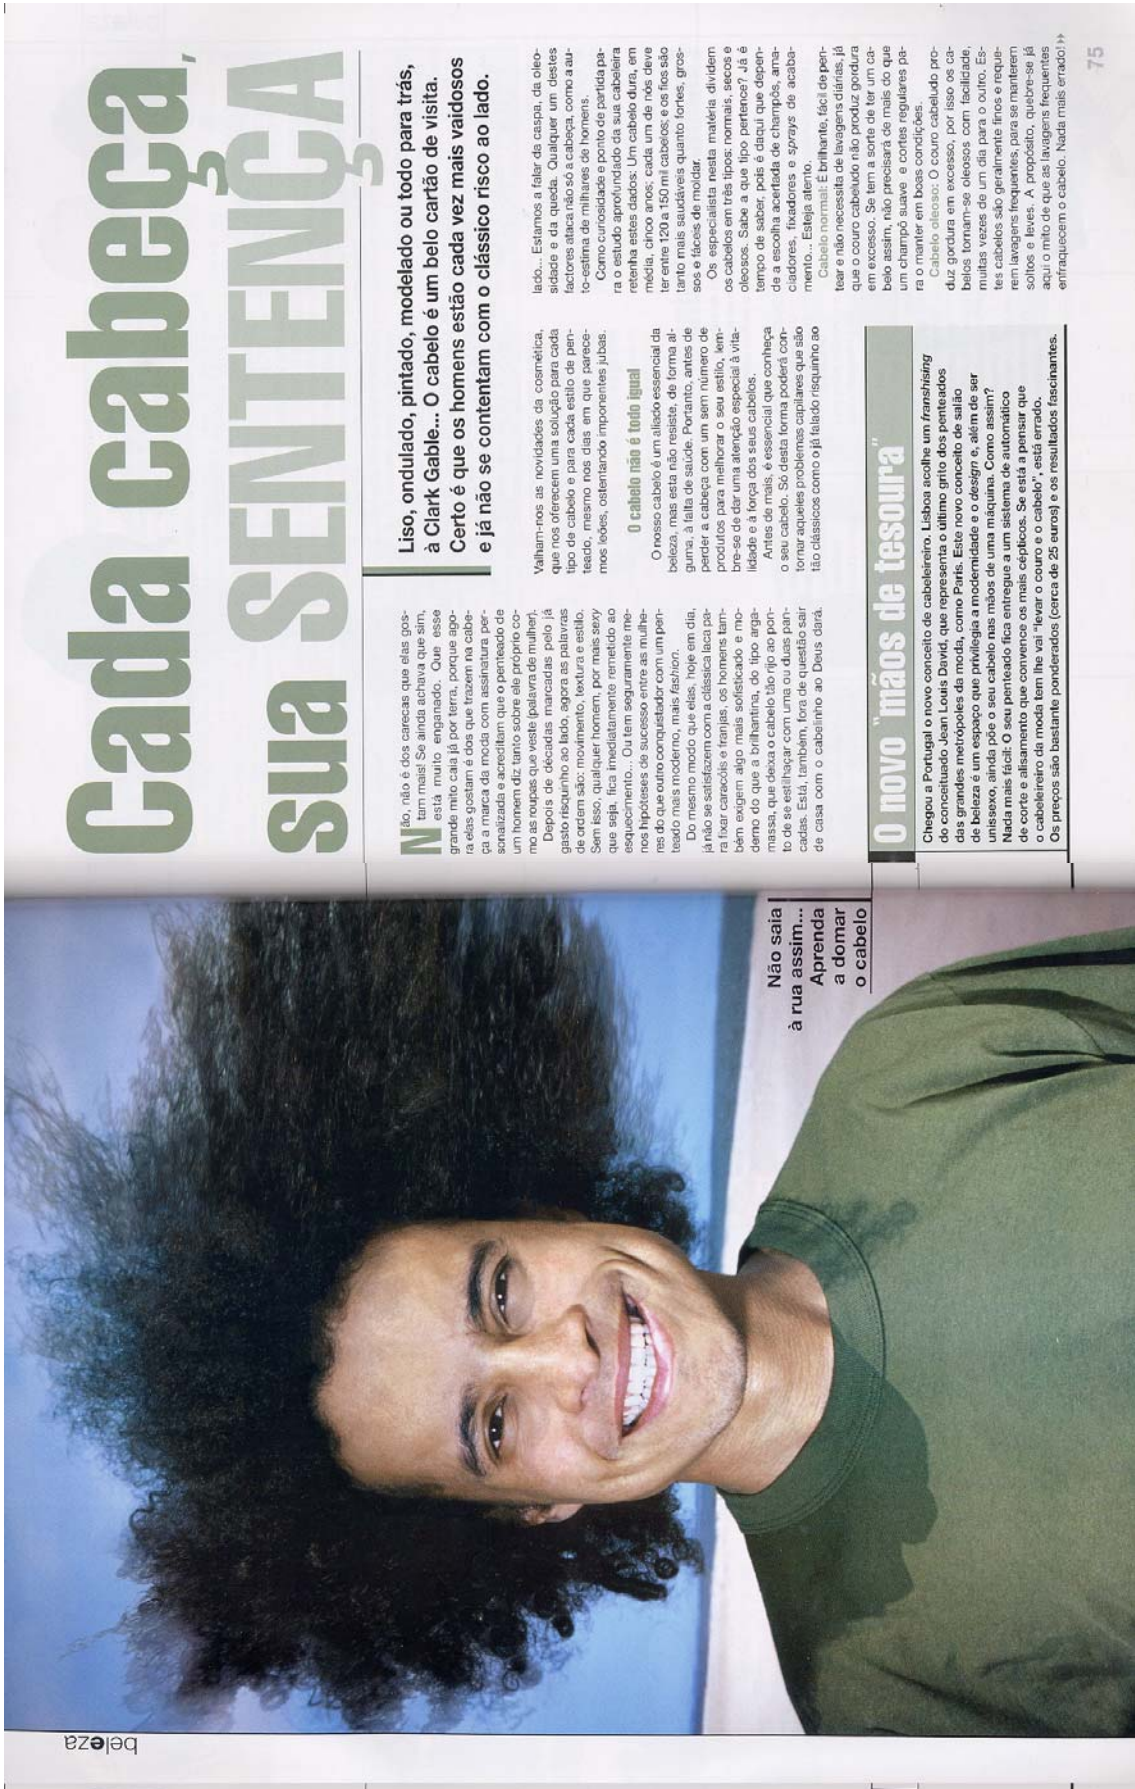 beleza
Não saia
à rua assim...
Aprenda
a domar
o cabelo
Cada cabeça,
sua SENTENÇA
Liso, ondulado, pintado, modelado ou todo para trás,
à Clark Gable... O cabelo é um belo cartão de visita.
Certo é que os homens estão cada vez mais vaidosos
e já não se contentam com o clássico risco ao lado.
Não, não é dos carecas que elas gos-
tam mais! Se ainda achava que sim,
está muito enganado. Que esse
grande mito caia já por terra, porque ago-
ra elas gostam é dos que trazem na cabe-
ça a marca da moda com assinatura per-
sonalizada e acreditam que o penteado de
um homem diz tanto sobre ele próprio co-
mo as roupas que veste (palavra de mulher).
Depois de décadas marcadas pelo já
gasto risquinho ao lado, agora as palavras
de ordem são: movimento, textura e estilo.
Sem isso, qualquer homem, por mais sexy
que seja, fica imediatamente remetido ao
esquecimento... Ou tem seguramente me-
nos hipóteses de sucesso entre as mulhe-
res do que outro conquistador com um pen-
teado mais moderno, mais fashion.
Do mesmo modo que elas, hoje em dia,
já não se satisfazem com a clássica laca pa-
ra fixar caracóis e franjas, os homens tam-
bém exigem algo mais sofisticado e mo-
derno do que a brilhantina, do tipo arga-
massa, que deixa o cabelo tão rijo ao pon-
to de se estilhaçar com uma ou duas pan-
cadas. Está, também, fora de questão sair
de casa com o cabelinho ao Deus dará.
Valham-nos as novidades da cosmética,
que nos oferecem uma solução para cada
tipo de cabelo e para cada estilo de pen-
teado, mesmo nos dias em que parece-
mos leões, ostentando imponentes jubas.
O cabelo não é todo igual
O nosso cabelo é um aliado essencial da
beleza, mas esta não resiste, de forma al-
guma, à falta de saúde. Portanto, antes de
perder a cabeça com um sem número de
produtos para melhorar o seu estilo, lem-
bre-se de dar uma atenção especial à vita-
lidade e à força dos seus cabelos.
Antes de mais, é essencial que conheça
o seu cabelo. Só desta forma poderá con-
tornar aqueles problemas capilares que são
tão clássicos como o já falado risquinho ao
lado... Estamos a falar da caspa, da oleo-
sidade e da queda. Qualquer um destes
factores ataca não só a cabeça, como a au-
to-estima de milhares de homens.
Como curiosidade e ponto de partida pa-
ra o estudo aprofundado da sua cabeleira
retenha estes dados: Um cabelo dura, em
média, cinco anos; cada um de nós deve
ter entre 120 a 150 mil cabelos; e os fios são
tanto mais saudáveis quanto fortes, gros-
sos e fáceis de moldar.
Os especialista nesta matéria dividem
os cabelos em três tipos: normais, secos e
oleosos. Sabe a que tipo pertence? Já é
tempo de saber, pois é daqui que depen-
de a escolha acertada de champôs, ama-
ciadores, fixadores e sprays de acaba-
mento... Esteja atento.
Cabelo normal: É brilhante, fácil de pen-
tear e não necessita de lavagens diárias, já
que o couro cabeludo não produz gordura
em excesso. Se tem a sorte de ter um ca-
belo assim, não precisará de mais do que
um champô suave e cortes regulares pa-
ra o manter em boas condições.
Cabelo oleoso: O couro cabeludo pro-
duz gordura em excesso, por isso os ca-
belos tornam-se oleosos com facilidade,
muitas vezes de um dia para o outro. Es-
tes cabelos são geralmente finos e reque-
rem lavagens frequentes, para se manterem
soltos e leves. A propósito, quebre-se já
aqui o mito de que as lavagens frequentes
enfraquecem o cabelo. Nada mais errado!»
O novo "mãos de tesoura"
Chegou a Portugal o novo conceito de cabeleireiro. Lisboa acolhe um franshising
do conceituado Jean Louis David, que representa o último grito dos penteados
das grandes metrópoles da moda, como Paris. Este novo conceito de salão
de beleza é um espaço que privilegia a modernidade e o design e, além de ser
unissexo, ainda põe o seu cabelo nas mãos de uma máquina. Como assim?
Nada mais fácil: O seu penteado fica entregue a um sistema de automático
de corte e alisamento que convence os mais cépticos. Se está a pensar que
o cabeleireiro da moda tem lhe vai "levar o couro e o cabelo", está errado.
Os preços são bastante ponderados (cerca de 25 euros) e os resultados fascinantes.
75